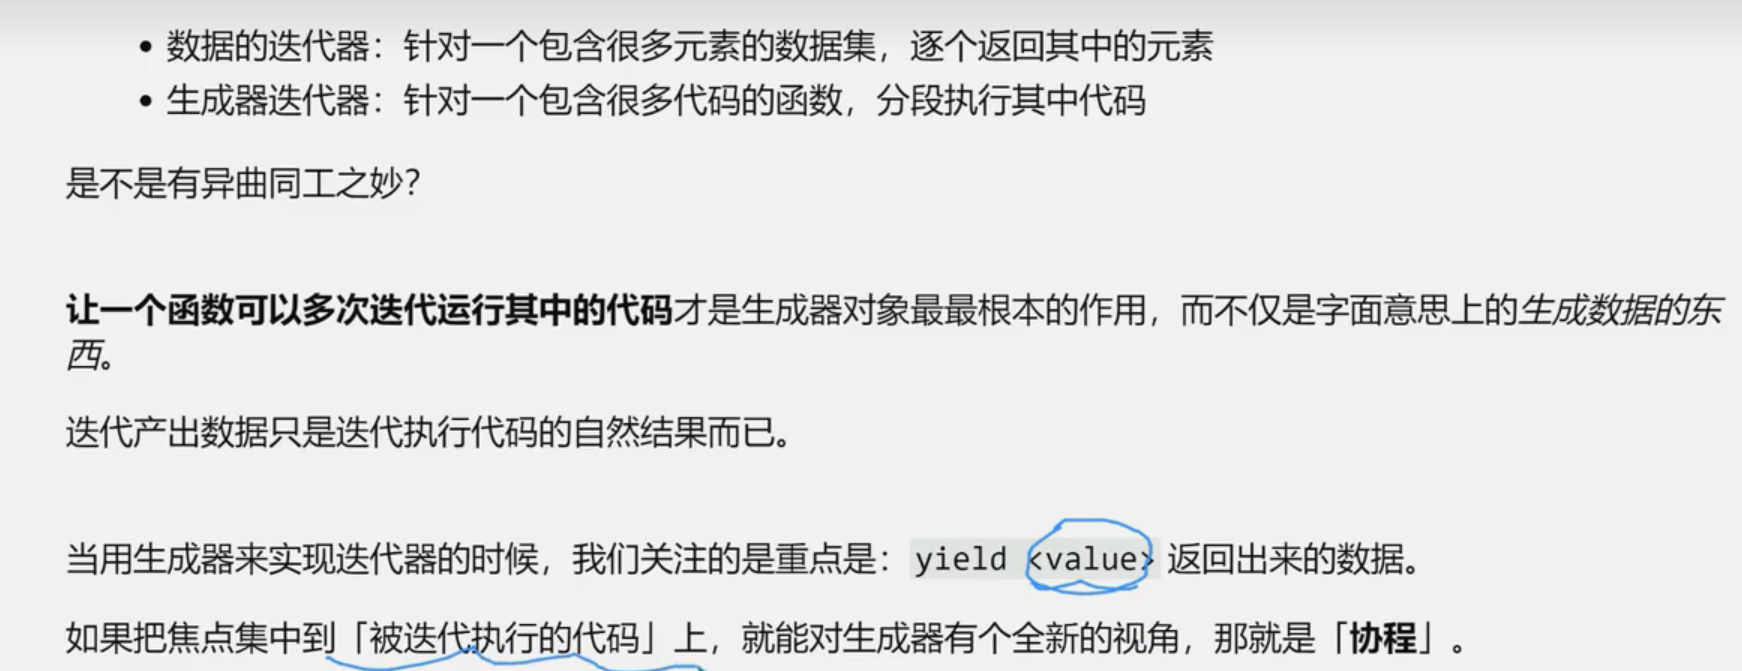 • 数据的迭代器：针对一个包含很多元素的数据集，逐个返回其中的元素
• 生成器迭代器：针对一个包含很多代码的函数，分段执行其中代码
是不是有异曲同工之妙？
让一个函数可以多次迭代运行其中的代码才是生成器对象最最根本的作用，而不仅是字面意思上的生成数据的东
西。
迭代产出数据只是迭代执行代码的自然结果而已。
当用生成器来实现迭代器的时候，我们关注的是重点是：yield <value> 返回出来的数据。
如果把焦点集中到「被迭代执行的代码」上，就能对生成器有个全新的视角，那就是「协程」。